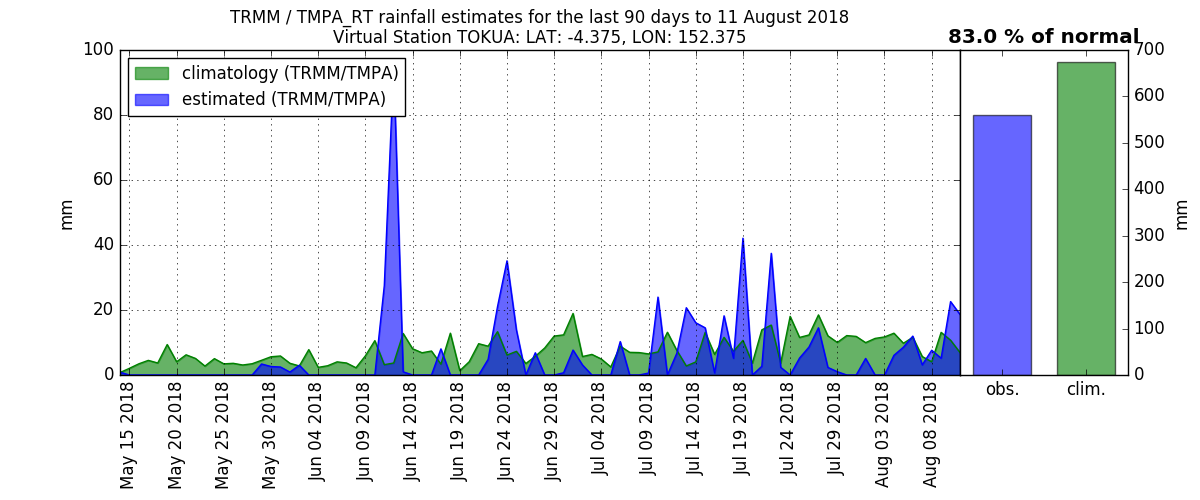 TRMM / TMPA_RT rainfall estimates for the last 90 days to 11 August 2018
Virtual Station TOKUA: LAT: -4.375, LON: 152.375
83.0 % of normal
climatology (TRMM/TMPA)
estimated (TRMM/TMPA)
mm
100
80
60
40
20
0
May 15 2018
May 20 2018
May 25 2018
May 30 2018
Jun 04 2018
Jun 09 2018
Jun 14 2018
Jun 19 2018
Jun 24 2018
Jun 29 2018
Jul 04 2018
Jul 09 2018
Jul 14 2018
Jul 19 2018
Jul 24 2018
Jul 29 2018
Aug 03 2018
Aug 08 2018
700
600
500
400
300
200
100
0
mm
obs.
clim.